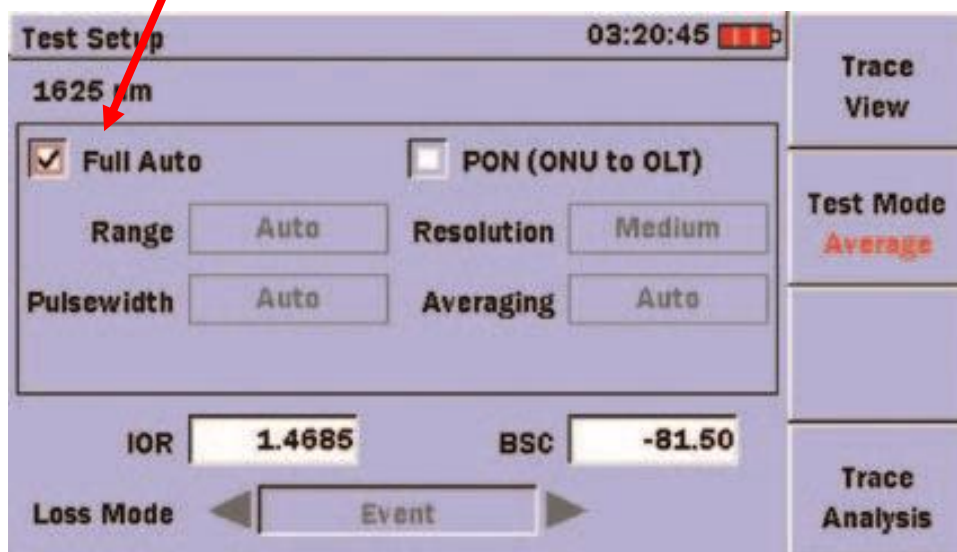 Test Setup 03:20:45
1625 nm
Full Auto PON (ONU to OLT)
Range Auto Resolution Medium
Pulsewidth Auto Averaging Auto
IOR 1.4685 BSC -81.50
Loss Mode Event
Trace
View
Test Mode
Average
Trace
Analysis